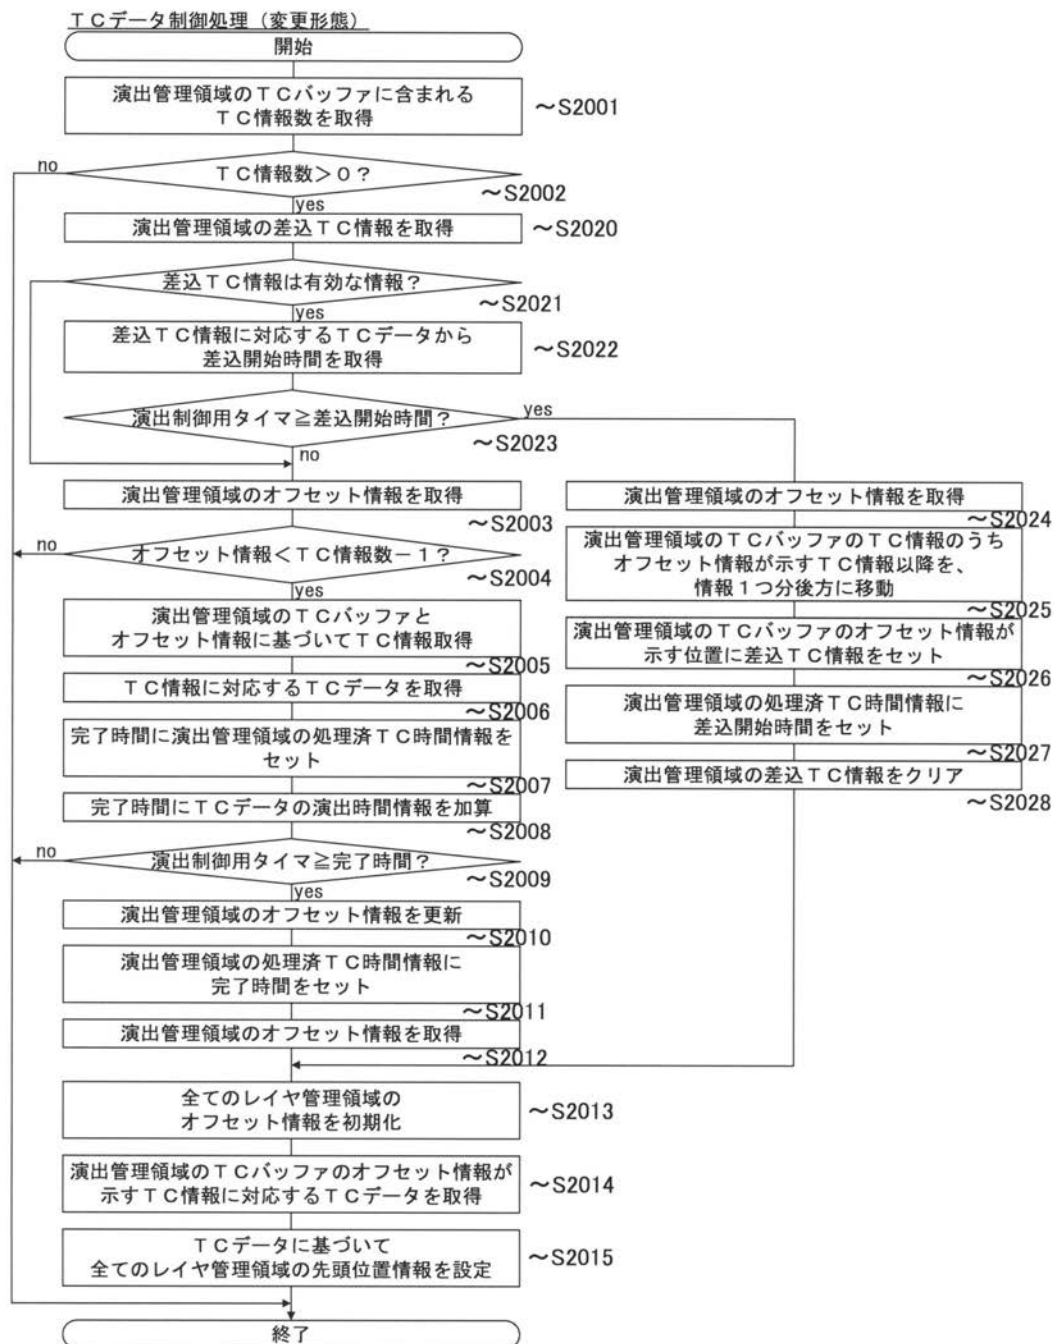 ＴＣデータ制御処理（変更形態）
開始
演出管理領域のＴＣバッファに含まれる
ＴＣ情報数を取得
～S2001
no
ＴＣ情報数＞０？
～S2002
yes
演出管理領域の差込ＴＣ情報を取得
～S2020
差込ＴＣ情報は有効な情報？
～S2021
yes
差込ＴＣ情報に対応するＴＣデータから
差込開始時間を取得
～S2022
演出制御用タイマ≧差込開始時間？
yes
～S2023
no
演出管理領域のオフセット情報を取得
～S2003
no
オフセット情報＜ＴＣ情報数－１？
～S2004
yes
演出管理領域のＴＣバッファと
オフセット情報に基づいてＴＣ情報取得
～S2005
ＴＣ情報に対応するＴＣデータを取得
～S2006
完了時間に演出管理領域の処理済ＴＣ時間情報を
セット
～S2007
完了時間にＴＣデータの演出時間情報を加算
～S2008
no
演出制御用タイマ≧完了時間？
～S2009
yes
演出管理領域のオフセット情報を更新
～S2010
演出管理領域の処理済ＴＣ時間情報に
完了時間をセット
～S2011
演出管理領域のオフセット情報を取得
～S2012
演出管理領域のオフセット情報を取得
～S2024
演出管理領域のＴＣバッファのＴＣ情報のうち
オフセット情報が示すＴＣ情報以降を、
情報１つ分後方に移動
～S2025
演出管理領域のＴＣバッファのオフセット情報が
示す位置に差込ＴＣ情報をセット
～S2026
演出管理領域の処理済ＴＣ時間情報に
差込開始時間をセット
～S2027
演出管理領域の差込ＴＣ情報をクリア
～S2028
全てのレイヤ管理領域の
オフセット情報を初期化
～S2013
演出管理領域のＴＣバッファのオフセット情報が
示すＴＣ情報に対応するＴＣデータを取得
～S2014
ＴＣデータに基づいて
全てのレイヤ管理領域の先頭位置情報を設定
～S2015
終了